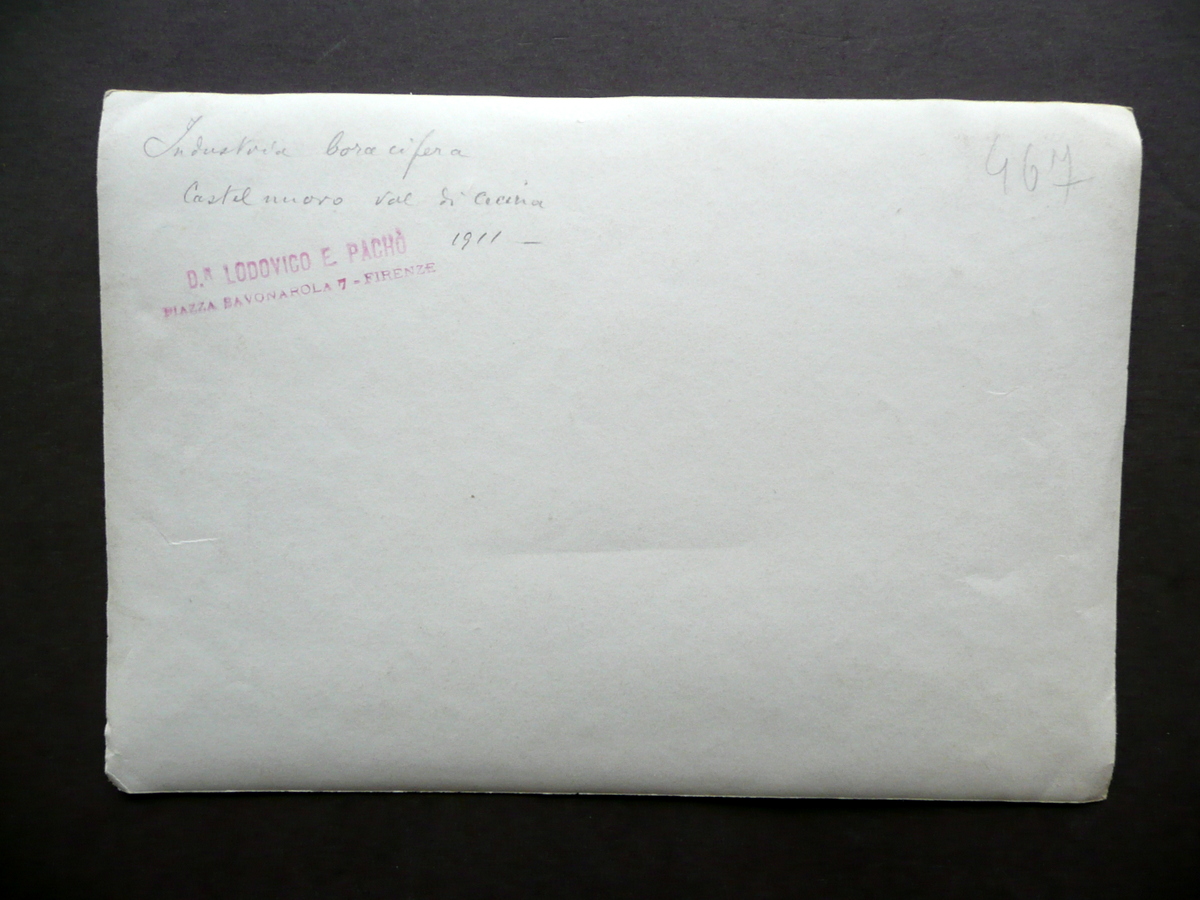 Industria boracifera
Castelnuovo val di Cecina
1911 –
467
D.R LODOVICO E. PACHÒ
PIAZZA SAVONAROLA 7 - FIRENZE